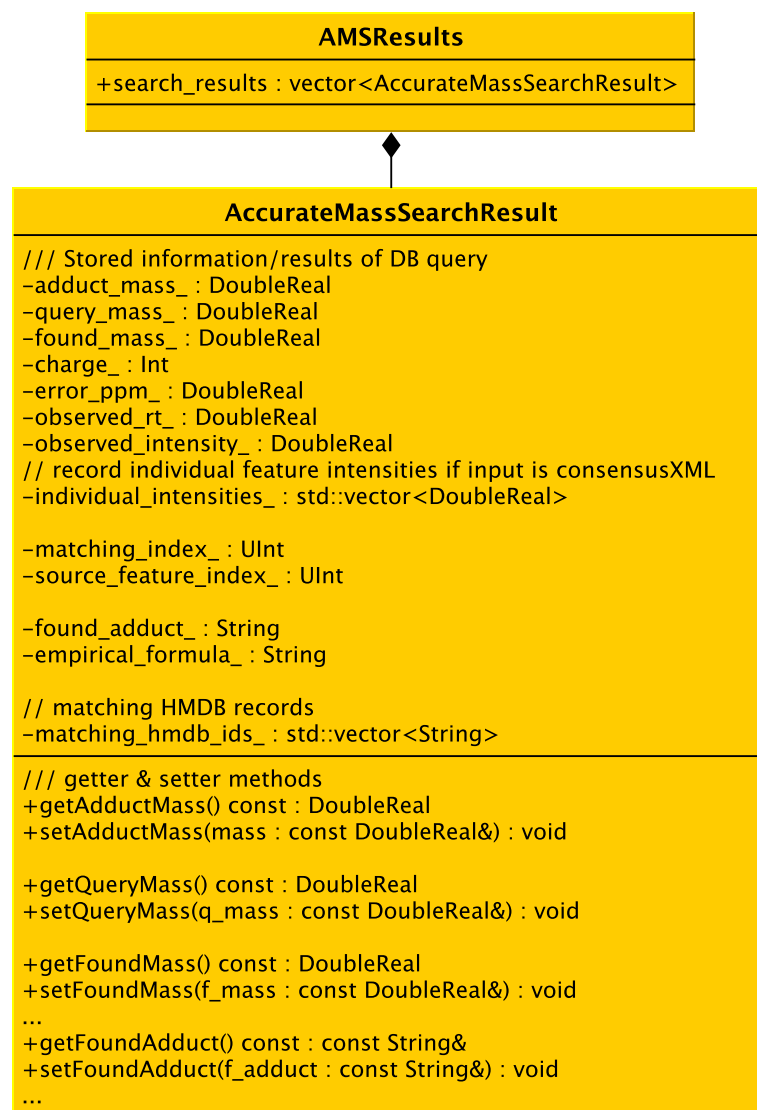 AMSResults
+search_results : vector<AccurateMassSearchResult>
AccurateMassSearchResult
/// Stored information/results of DB query
-adduct_mass_ : DoubleReal
-query_mass_ : DoubleReal
-found_mass_ : DoubleReal
-charge_ : Int
-error_ppm_ : DoubleReal
-observed_rt_ : DoubleReal
-observed_intensity_ : DoubleReal
// record individual feature intensities if input is consensusXML
-individual_intensities_ : std::vector<DoubleReal>
-matching_index_ : UInt
-source_feature_index_ : UInt
-found_adduct_ : String
-empirical_formula_ : String
// matching HMDB records
-matching_hmdb_ids_ : std::vector<String>
/// getter & setter methods
+getAdductMass() const : DoubleReal
+setAdductMass(mass : const DoubleReal&) : void
+getQueryMass() const : DoubleReal
+setQueryMass(q_mass : const DoubleReal&) : void
+getFoundMass() const : DoubleReal
+setFoundMass(f_mass : const DoubleReal&) : void
...
+getFoundAdduct() const : const String&
+setFoundAdduct(f_adduct : const String&) : void
...